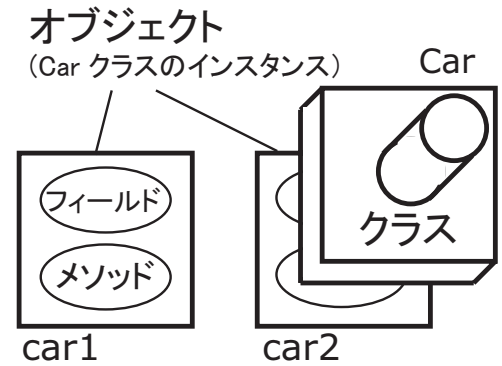 オブジェクト
（Car クラスのインスタンス）
Car
フィールド
クラス
メソッド
car1
car2